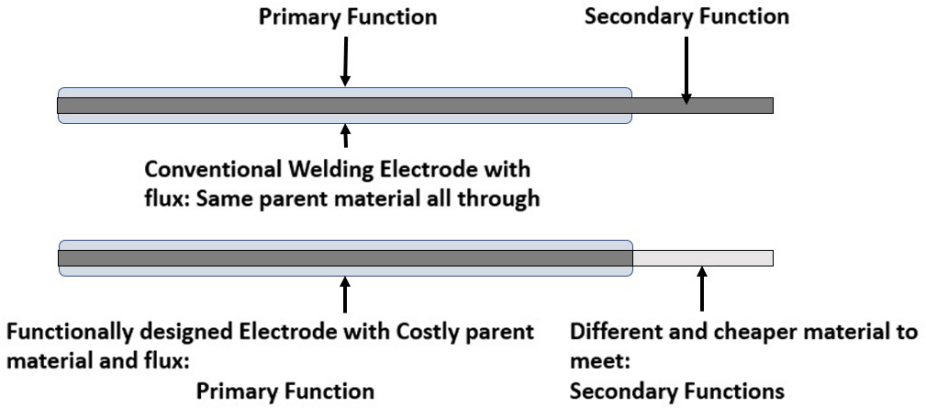 Primary Function
Secondary Function
Conventional Welding Electrode with
flux: Same parent material all through
Functionally designed Electrode with Costly parent
material and flux:
Primary Function
Different and cheaper material to
meet:
Secondary Functions